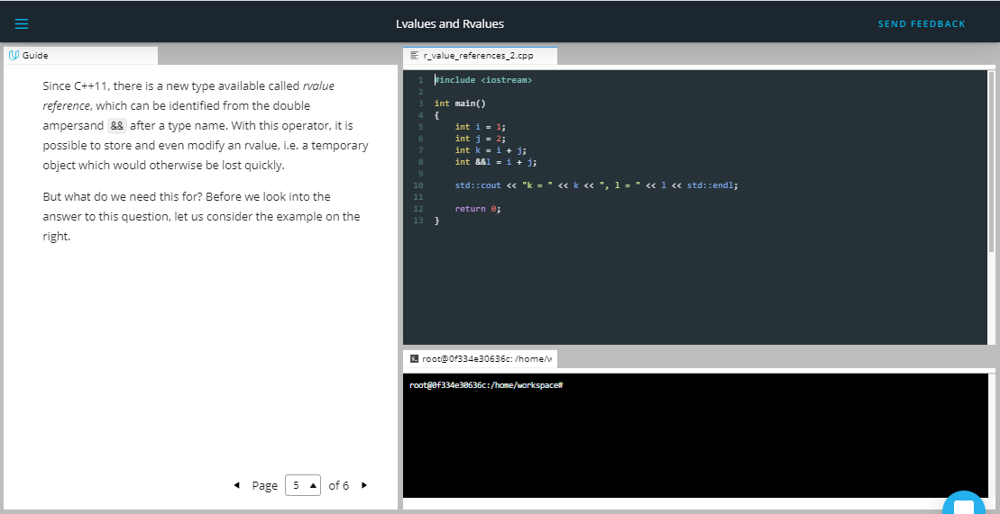 Lvalues and Rvalues
SEND FEEDBACK
Guide
Since C++11, there is a new type available called rvalue
reference, which can be identified from the double
ampersand && after a type name. With this operator, it is
possible to store and even modify an rvalue, i.e. a temporary
object which would otherwise be lost quickly.
But what do we need this for? Before we look into the
answer to this question, let us consider the example on the
right.
Page 5 of 6
r_value_references_2.cpp
1 #include <iostream>
2
3 int main()
4 {
5     int i = 1;
6     int j = 2;
7     int k = i + j;
8     int &&l = i + j;
9
10     std::cout << "k = " << k << ", l = " << l << std::endl;
11
12     return 0;
13 }
root@0f334e30636c: /home/w
root@0f334e30636c:/home/workspace#